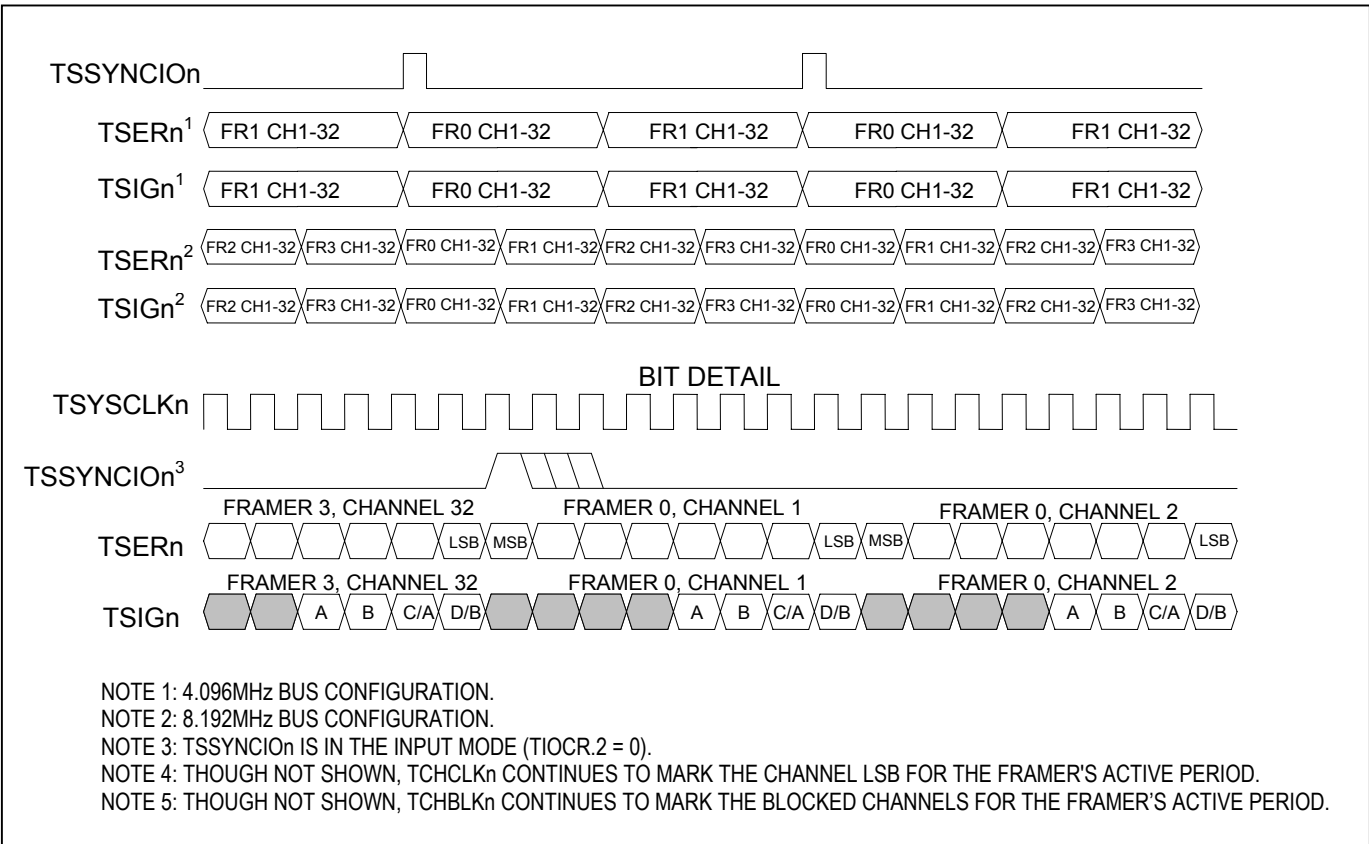 TSSYNCIOn
TSERn1 FR1 CH1-32 FR0 CH1-32 FR1 CH1-32 FR0 CH1-32 FR1 CH1-32
TSIGn1 FR1 CH1-32 FR0 CH1-32 FR1 CH1-32 FR0 CH1-32 FR1 CH1-32
TSERn2 FR2 CH1-32 FR3 CH1-32 FR0 CH1-32 FR1 CH1-32 FR2 CH1-32 FR3 CH1-32 FR0 CH1-32 FR1 CH1-32 FR2 CH1-32 FR3 CH1-32
TSIGn2 FR2 CH1-32 FR3 CH1-32 FR0 CH1-32 FR1 CH1-32 FR2 CH1-32 FR3 CH1-32 FR0 CH1-32 FR1 CH1-32 FR2 CH1-32 FR3 CH1-32
BIT DETAIL
TSYSCLKn
TSSYNCIOn3
FRAMER 3, CHANNEL 32 FRAMER 0, CHANNEL 1 FRAMER 0, CHANNEL 2
TSERn LSB MSB LSB MSB LSB
FRAMER 3, CHANNEL 32 FRAMER 0, CHANNEL 1 FRAMER 0, CHANNEL 2
TSIGn A B C/A D/B A B C/A D/B A B C/A D/B
NOTE 1: 4.096MHz BUS CONFIGURATION.
NOTE 2: 8.192MHz BUS CONFIGURATION.
NOTE 3: TSSYNCIOn IS IN THE INPUT MODE (TIOCR.2 = 0).
NOTE 4: THOUGH NOT SHOWN, TCHCLKn CONTINUES TO MARK THE CHANNEL LSB FOR THE FRAMER'S ACTIVE PERIOD.
NOTE 5: THOUGH NOT SHOWN, TCHBLKn CONTINUES TO MARK THE BLOCKED CHANNELS FOR THE FRAMER’S ACTIVE PERIOD.